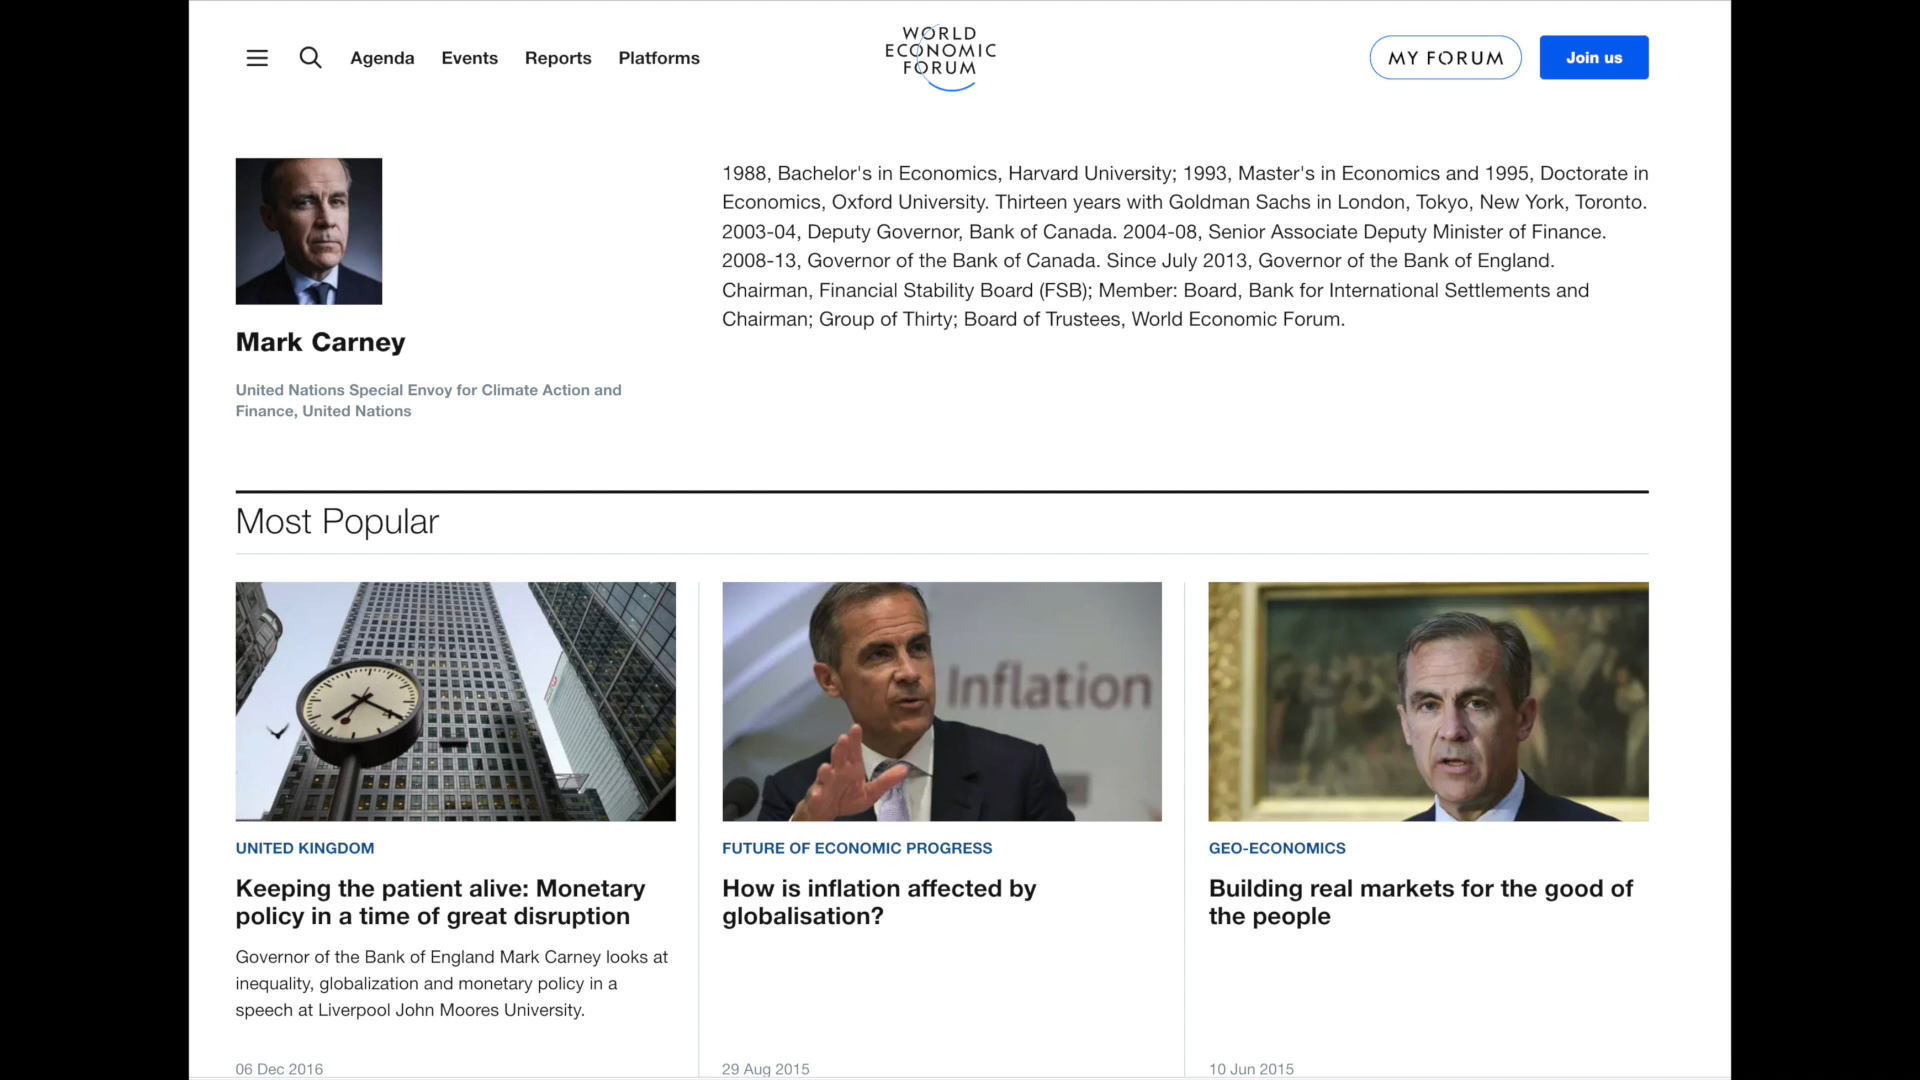 Agenda
Events
Reports
Platforms
WORLD
ECONOMIC
FORUM
MY FORUM
Join us
Mark Carney
United Nations Special Envoy for Climate Action and
Finance, United Nations
1988, Bachelor's in Economics, Harvard University; 1993, Master's in Economics and 1995, Doctorate in
Economics, Oxford University. Thirteen years with Goldman Sachs in London, Tokyo, New York, Toronto.
2003-04, Deputy Governor, Bank of Canada. 2004-08, Senior Associate Deputy Minister of Finance.
2008-13, Governor of the Bank of Canada. Since July 2013, Governor of the Bank of England.
Chairman, Financial Stability Board (FSB); Member: Board, Bank for International Settlements and
Chairman; Group of Thirty; Board of Trustees, World Economic Forum.
Most Popular
UNITED KINGDOM
Keeping the patient alive: Monetary
policy in a time of great disruption
Governor of the Bank of England Mark Carney looks at
inequality, globalization and monetary policy in a
speech at Liverpool John Moores University.
06 Dec 2016
Inflation
FUTURE OF ECONOMIC PROGRESS
How is inflation affected by
globalisation?
29 Aug 2015
GEO-ECONOMICS
Building real markets for the good of
the people
10 Jun 2015